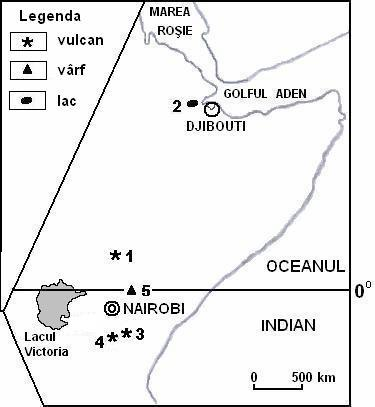 Legenda
vulcan
vârf
lac
MAREA
ROŞIE
GOLFUL ADEN
2
DJIBOUTI
1
OCEANUL
5
0°
NAIROBI
Lacul
Victoria
4
3
INDIAN
0 500 km